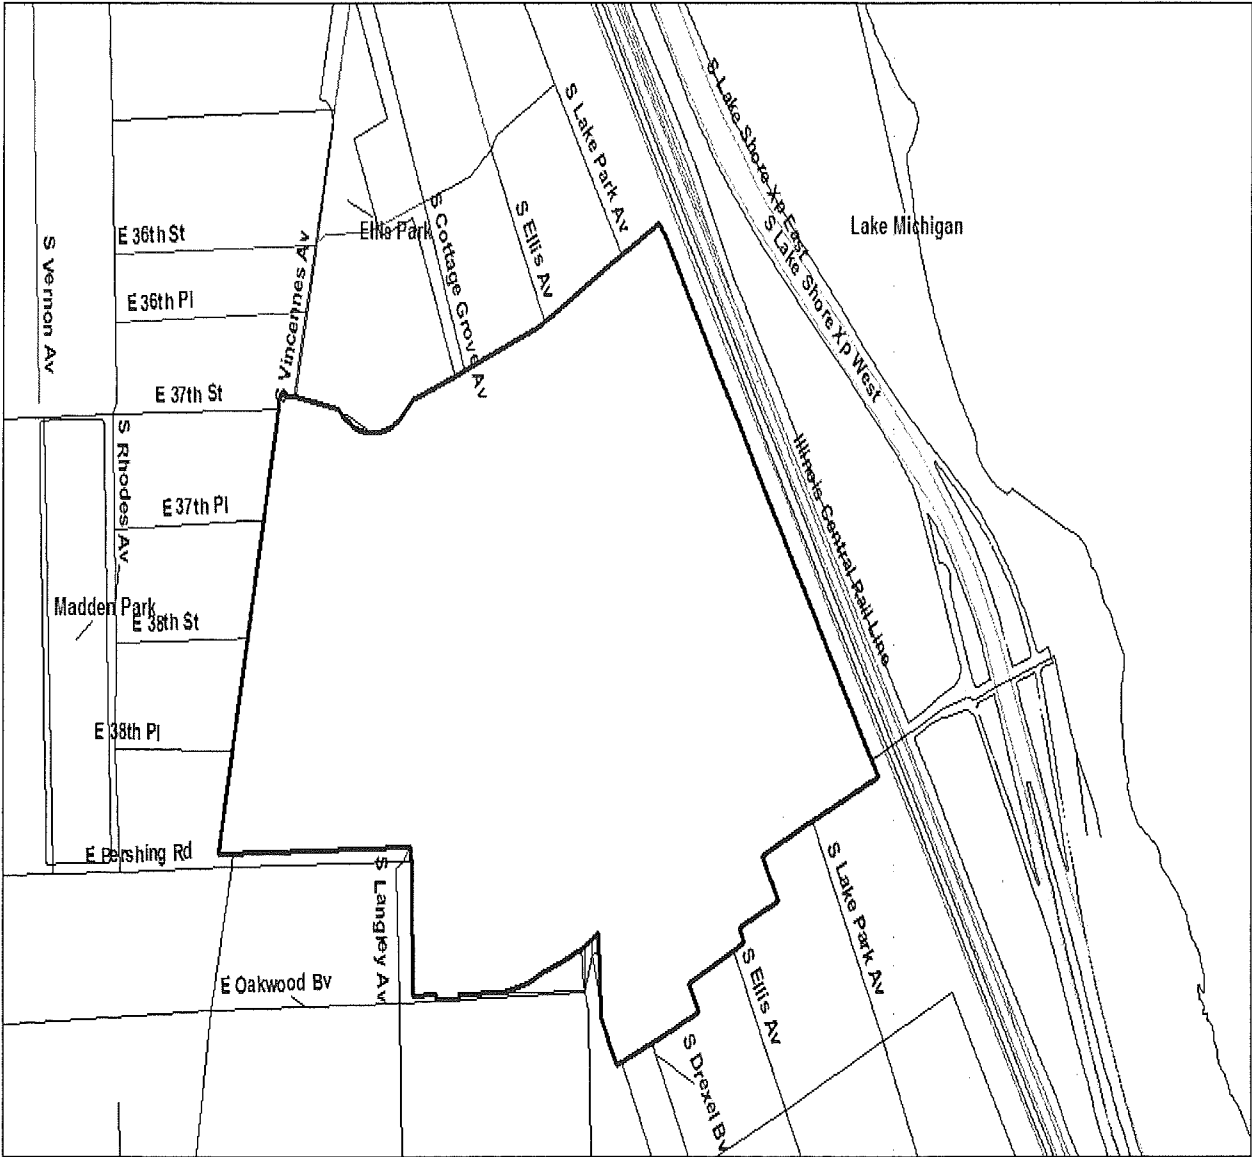 S Lake Shore Xp East
S Lake Park Av
Lake Michigan
S Cottage Grove Av
S Ellis Av
Ellis Park
E 36th St
S Vernon Av
S Vincennes Av
S Lake Shore Xp West
E 36th Pl
E 37th St
S Rhodes Av
Illinois Central Rail Line
E 37th Pl
Madden Park
E 38th St
E 38th Pl
E Pershing Rd
S Langley Av
S Lake Park Av
S Ellis Av
E Oakwood Bv
S Drexel Bv